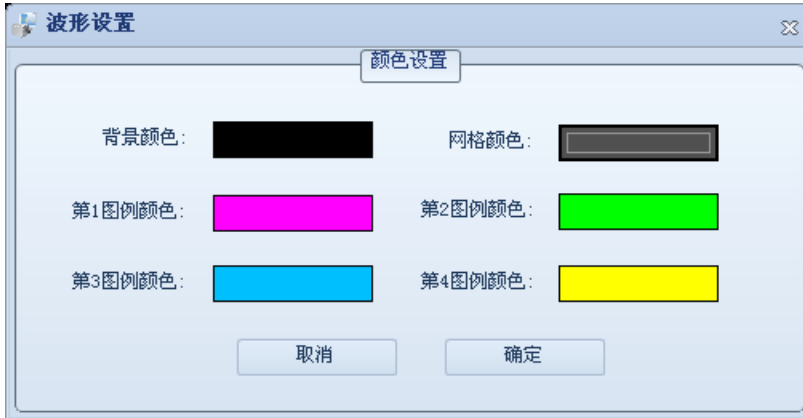 波形设置
颜色设置
背景颜色: 网格颜色:
第1图例颜色: 第2图例颜色:
第3图例颜色: 第4图例颜色:
取消 确定